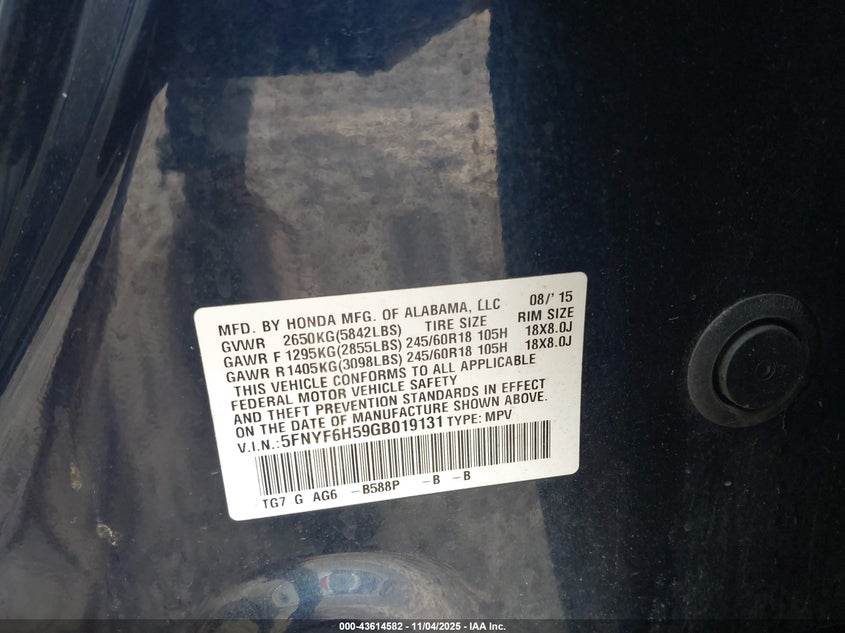 MFD. BY HONDA MFG. OF ALABAMA, LLC 08/'15
GVWR 2650KG(5842LBS) TIRE SIZE RIM SIZE
GAWR F 1295KG(2855LBS) 245/60R18 105H 18X8.0J
GAWR R1405KG(3098LBS) 245/60R18 105H 18X8.0J
THIS VEHICLE CONFORMS TO ALL APPLICABLE
FEDERAL MOTOR VEHICLE SAFETY
AND THEFT PREVENTION STANDARDS IN EFFECT
ON THE DATE OF MANUFACTURE SHOWN ABOVE.
V.I.N.:5FNYF6H59GB019131 TYPE: MPV
TG7 G AG6 -B588P -B -B
000-43614582 - 11/04/2025 - IAA Inc.